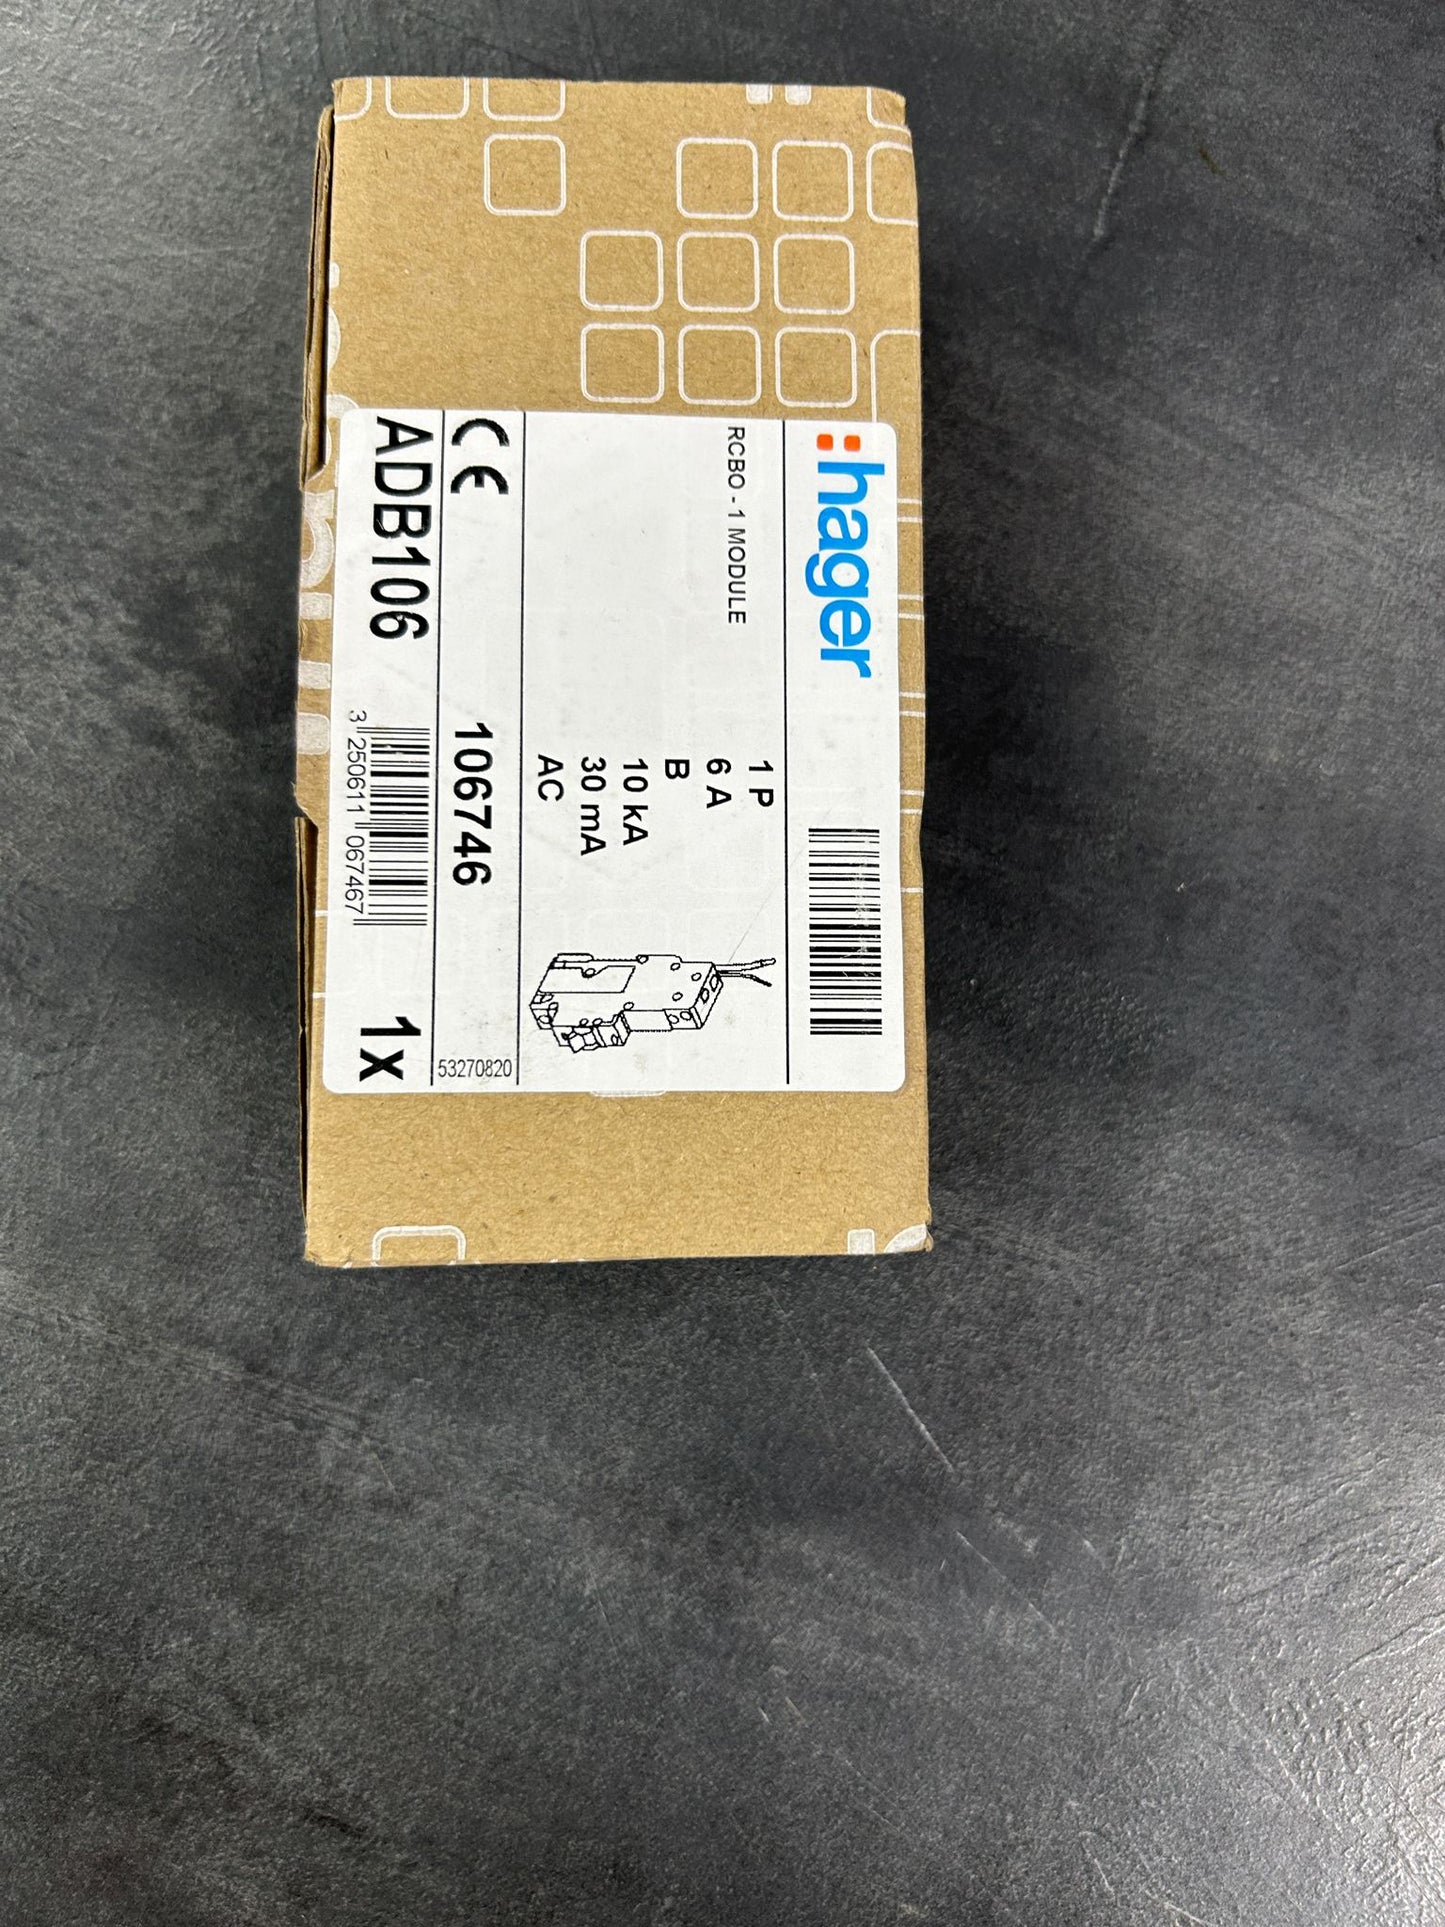 hager
RCBO - 1 MODULE
1 P
6 A
B
10 kA
30 mA
AC
CE
106746
53270820
ADB106
3 250611 067467
1x